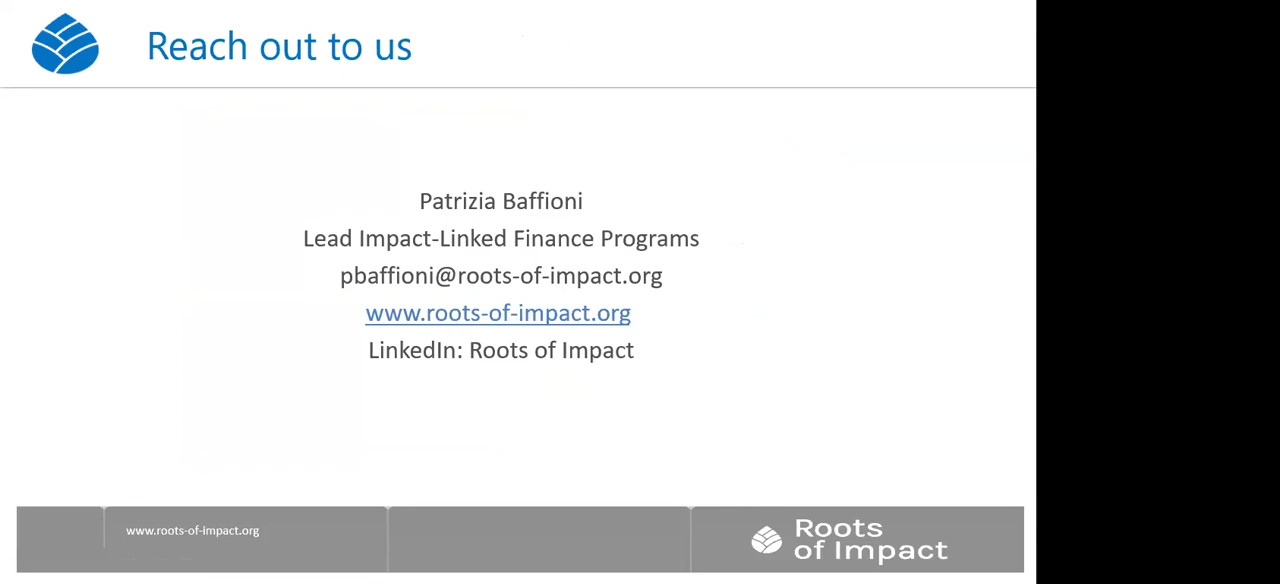 Reach out to us
Patrizia Baffioni
Lead Impact-Linked Finance Programs
pbaffioni@roots-of-impact.org
www.roots-of-impact.org
LinkedIn: Roots of Impact
www.roots-of-impact.org
Roots
of Impact